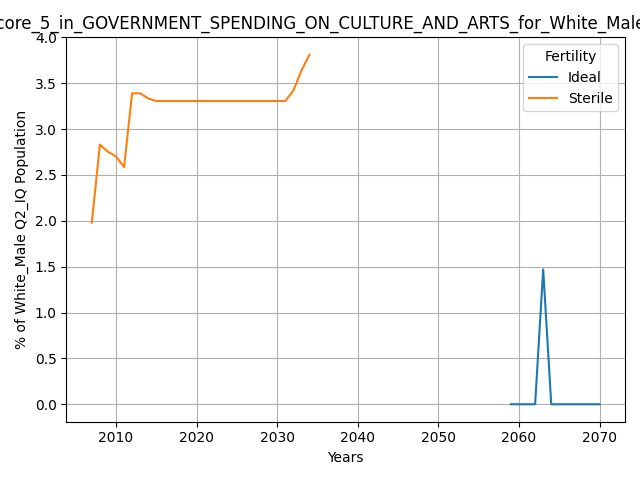 core_5_in_GOVERNMENT_SPENDING_ON_CULTURE_AND_ARTS_for_White_Male
4.0
3.5
3.0
2.5
2.0
1.5
1.0
0.5
0.0
% of White_Male Q2_IQ Population
Fertility
Ideal
Sterile
2010 2020 2030 2040 2050 2060 2070
Years